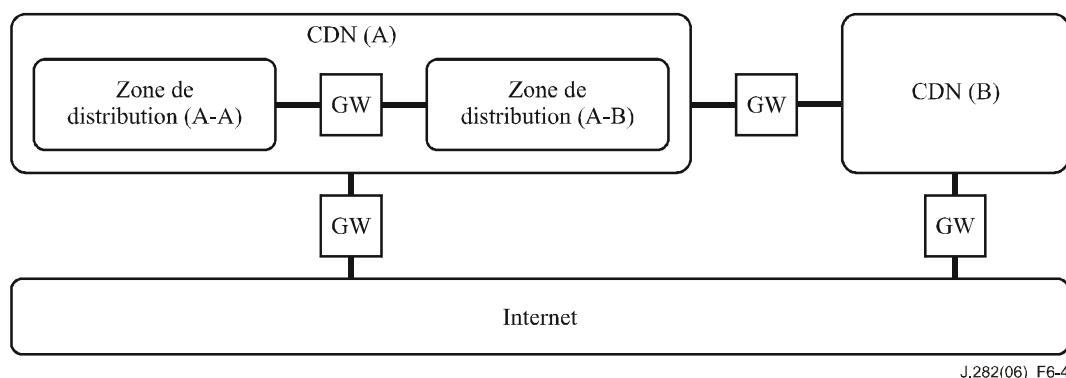 CDN (A)
Zone de
distribution (A-A)
GW
Zone de
distribution (A-B)
GW
CDN (B)
GW
GW
Internet
J.282(06)_F6-4